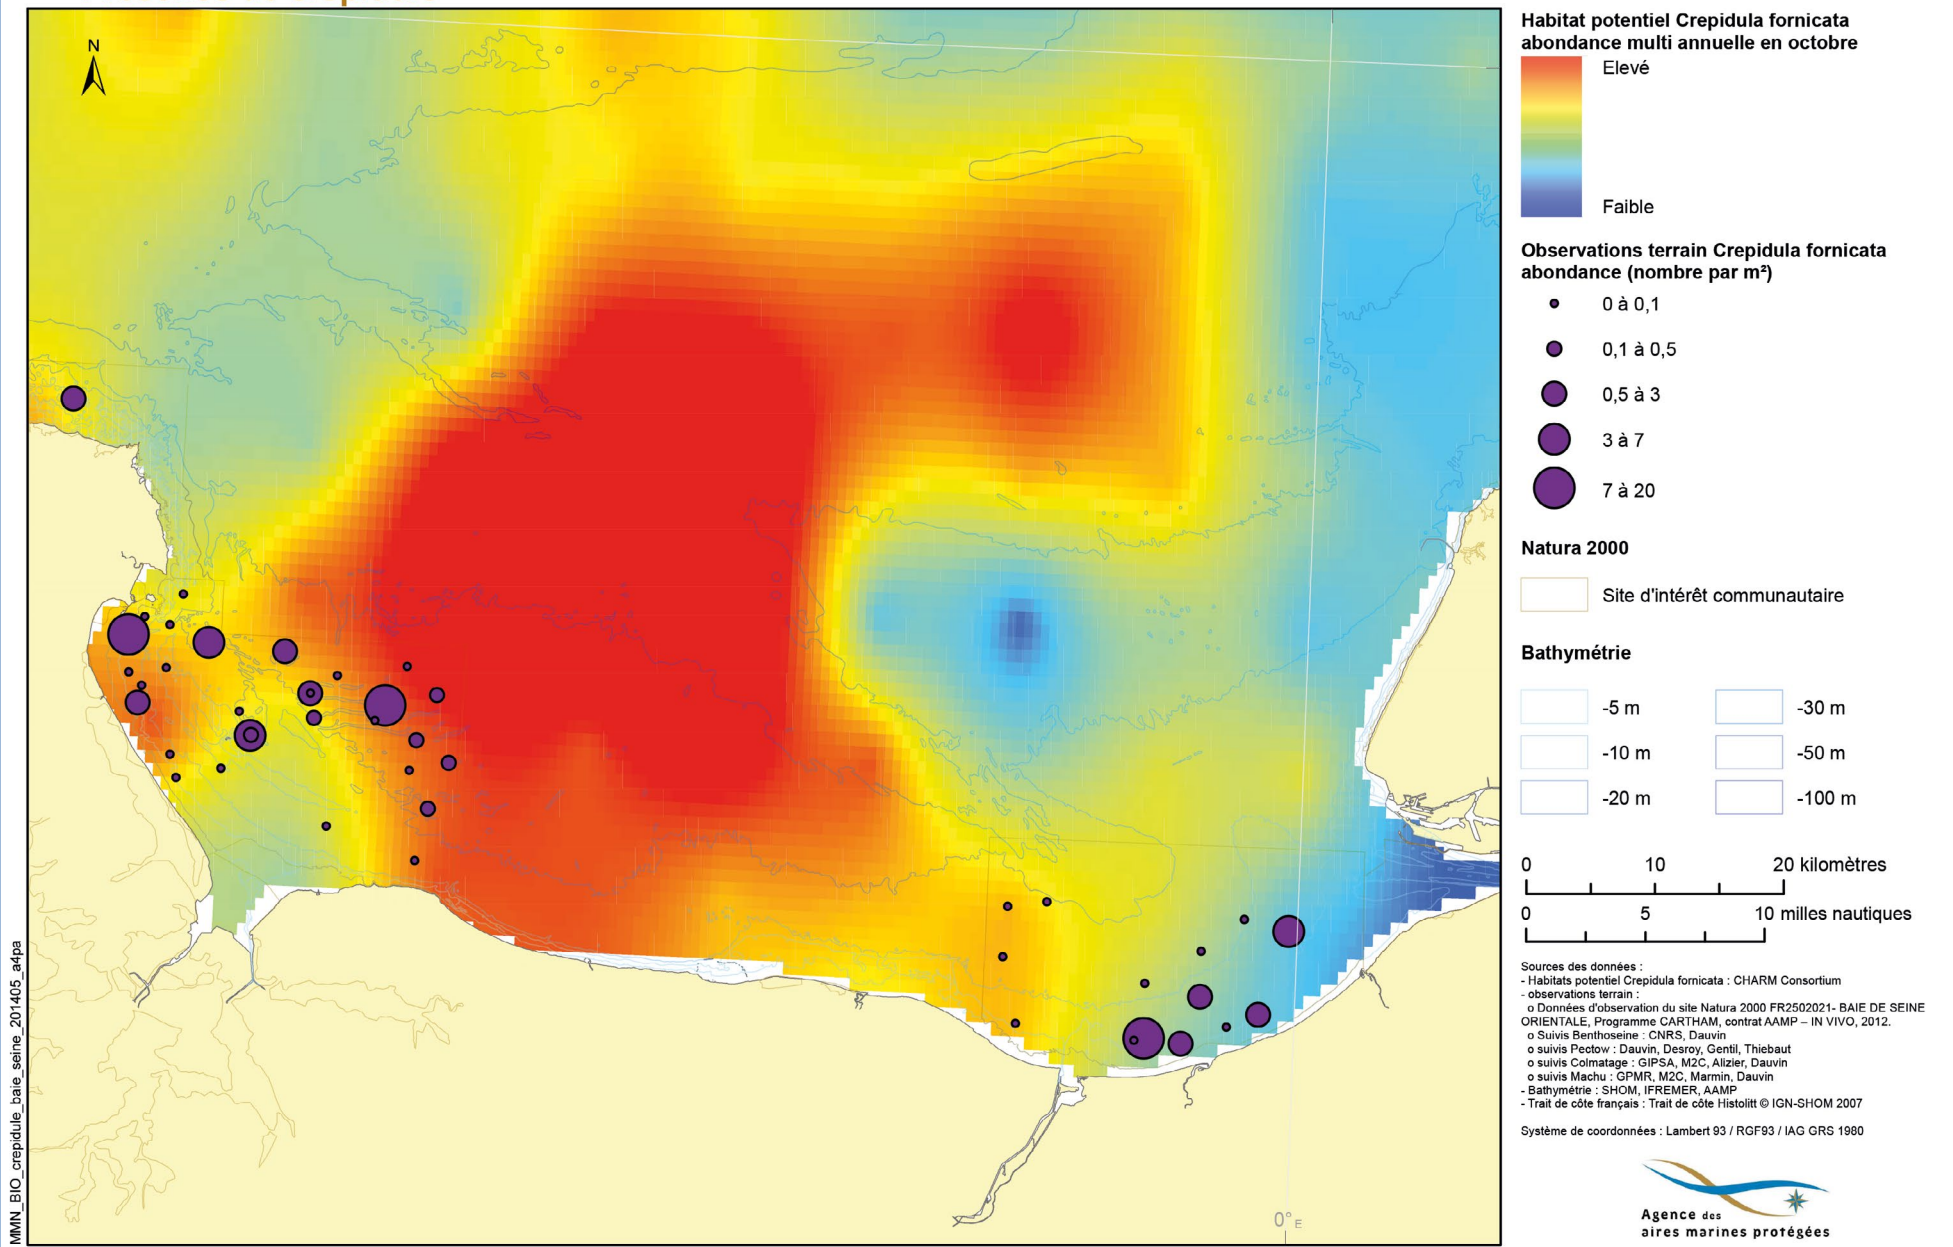 N
Habitat potentiel Crepidula fornicata
abondance multi annuelle en octobre
Elevé
Faible
Observations terrain Crepidula fornicata
abondance (nombre par m²)
0 à 0,1
0,1 à 0,5
0,5 à 3
3 à 7
7 à 20
Natura 2000
Site d'intérêt communautaire
Bathymétrie
-5 m
-30 m
-10 m
-50 m
-20 m
-100 m
0 10 20 kilomètres
0 5 10 milles nautiques
Sources des données :
- Habitats potentiel Crepidula fornicata : CHARM Consortium
- observations terrain :
o Données d'observation du site Natura 2000 FR2502021- BAIE DE SEINE
ORIENTALE, Programme CARTHAM, contrat AAMP – IN VIVO, 2012.
o Suivis Benthoseine : CNRS, Dauvin
o suivis Pectow : Dauvin, Desroy, Gentil, Thiebaut
o suivis Colmatage : GIPSA, M2C, Alizier, Dauvin
o suivis Machu : GPMR, M2C, Marmin, Dauvin
- Bathymétrie : SHOM, IFREMER, AAMP
- Trait de côte français : Trait de côte Histolitt © IGN-SHOM 2007
Système de coordonnées : Lambert 93 / RGF93 / IAG GRS 1980
Agence des
aires marines protégées
0° E
MMN_BIO_crepidule_baie_seine_201405_a4pa